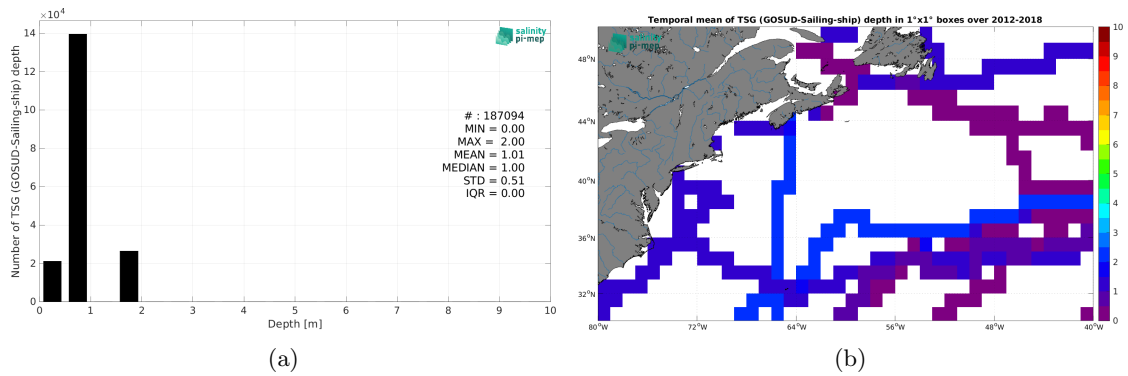 ×10⁴
14
12
10
8
6
4
2
0
Number of TSG (GOSUD-Sailing-ship) depth
salinity
pi-mep
# : 187094
MIN = 0.00
MAX = 2.00
MEAN = 1.01
MEDIAN = 1.00
STD = 0.51
IQR = 0.00
0 1 2 3 4 5 6 7 8 9 10
Depth [m]
(a)
Temporal mean of TSG (GOSUD-Sailing-ship) depth in 1°x1° boxes over 2012-2018
salinity
pi-mep
48°N
44°N
40°N
36°N
32°N
80°W 72°W 64°W 56°W 48°W 40°W
10
9
8
7
6
5
4
3
2
1
0
(b)